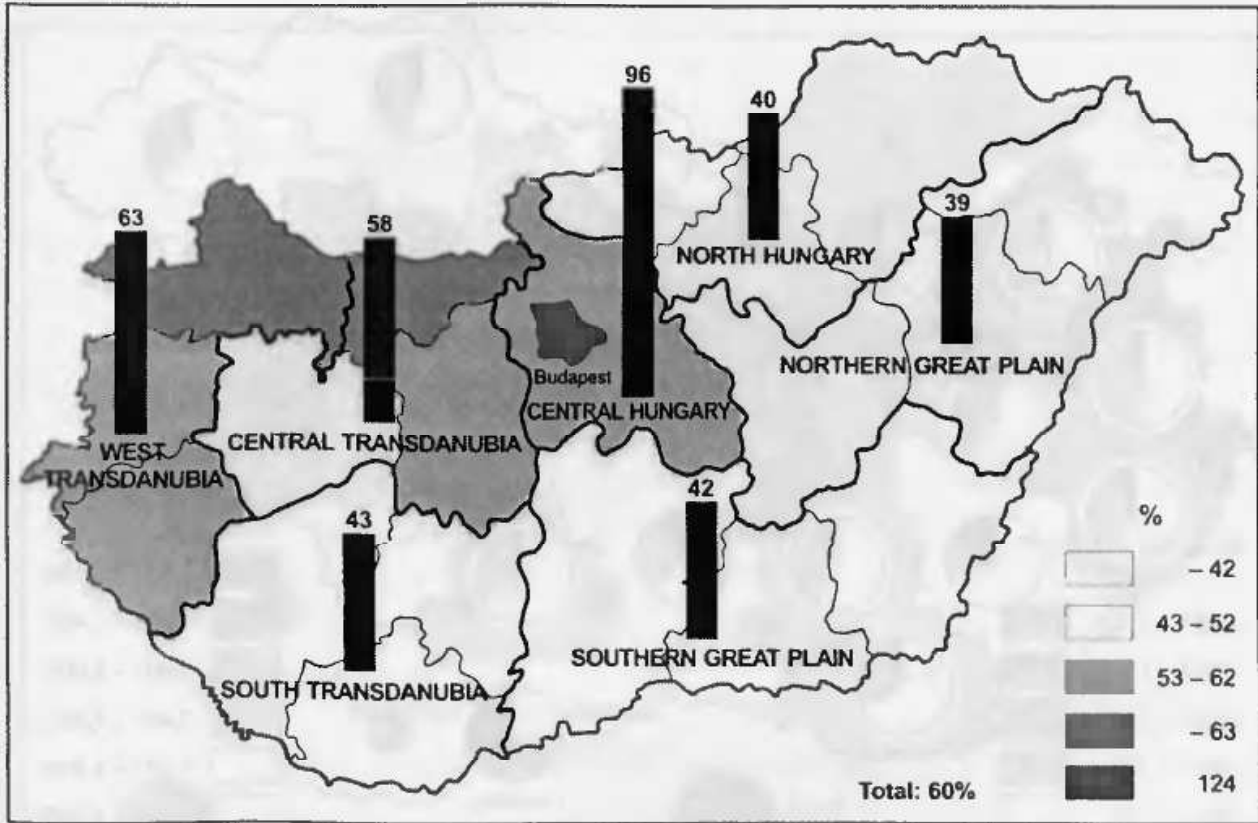 96
40
63
58
39
NORTH HUNGARY
NORTHERN GREAT PLAIN
Budapest
CENTRAL HUNGARY
WEST
TRANSDANUBIA
CENTRAL TRANSDANUBIA
43
42
SOUTH TRANSDANUBIA
SOUTHERN GREAT PLAIN
%
– 42
43 – 52
53 – 62
– 63
124
Total: 60%